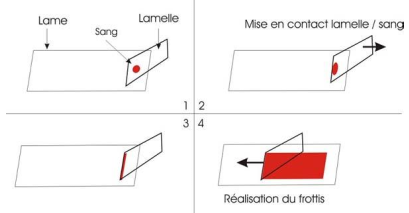 Lame
Lamelle
Sang
Mise en contact lamelle / sang
1 2
3 4
Réalisation du frottis